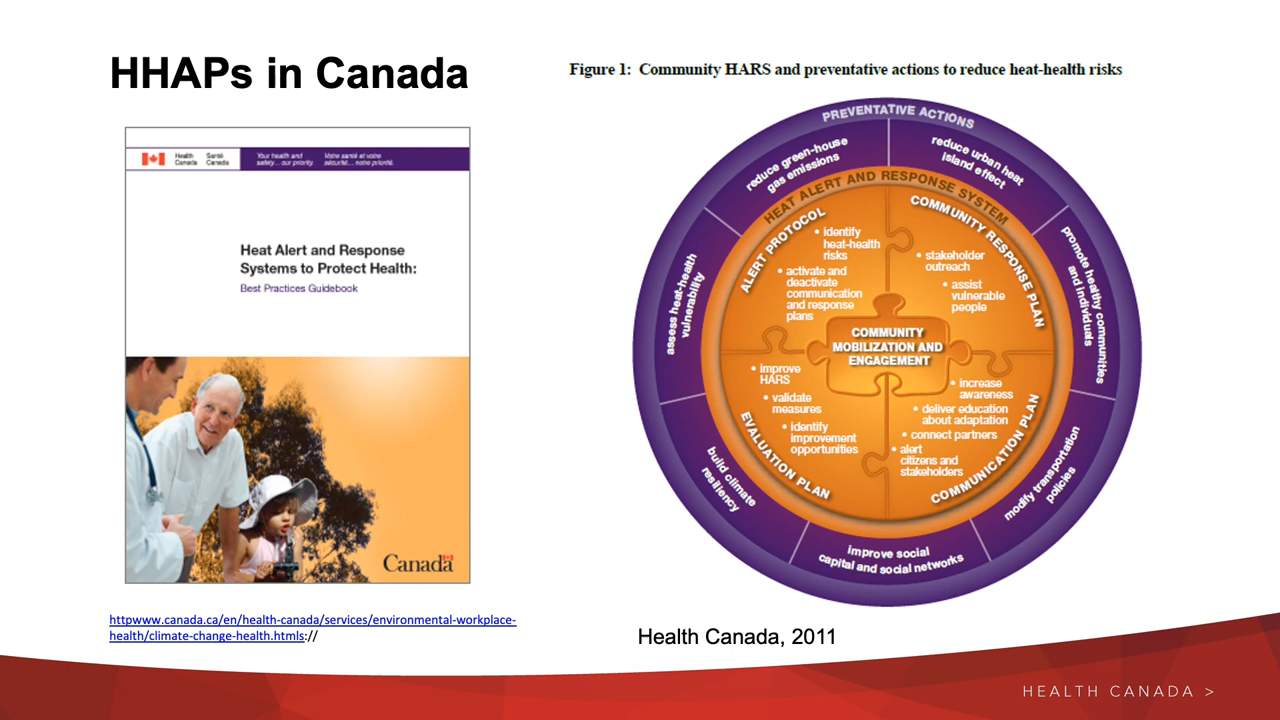 HHAPs in Canada
Health
Canada
Santé
Canada
Your health and
safety... our priority.
Votre santé et votre
sécurité... notre priorité.
Heat Alert and Response
Systems to Protect Health:
Best Practices Guidebook
Canada
httpwww.canada.ca/en/health-canada/services/environmental-workplace-
health/climate-change-health.htmls://
Figure 1: Community HARS and preventative actions to reduce heat-health risks
PREVENTATIVE ACTIONS
reduce green-house
gas emissions
reduce urban heat
island effect
promote healthy communities
and individuals
modify transportation
policies
improve social
capital and social networks
build climate
resiliency
assess heat-health
vulnerability
HEAT ALERT AND RESPONSE SYSTEM
ALERT PROTOCOL
• identify
heat-health
risks
• activate and
deactivate
communication
and response
plans
COMMUNITY RESPONSE PLAN
• stakeholder
outreach
• assist
vulnerable
people
COMMUNITY
MOBILIZATION AND
ENGAGEMENT
• improve
HARS
• validate
measures
• identify
improvement
opportunities
EVALUATION PLAN
• increase
awareness
• deliver education
about adaptation
• connect partners
• alert
citizens and
stakeholders
COMMUNICATION PLAN
Health Canada, 2011
HEALTH CANADA >